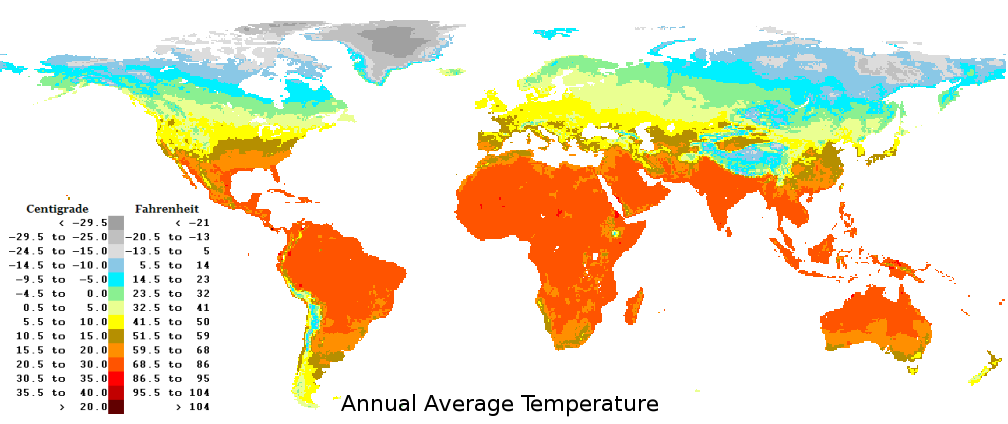 Centigrade Fahrenheit
< -29.5 < -21
-29.5 to -25.0 -20.5 to -13
-24.5 to -15.0 -13.5 to 5
-14.5 to -10.0 5.5 to 14
-9.5 to -5.0 14.5 to 23
-4.5 to 0.0 23.5 to 32
0.5 to 5.0 32.5 to 41
5.5 to 10.0 41.5 to 50
10.5 to 15.0 51.5 to 59
15.5 to 20.0 59.5 to 68
20.5 to 30.0 68.5 to 86
30.5 to 35.0 86.5 to 95
35.5 to 40.0 95.5 to 104
> 20.0 > 104
Annual Average Temperature